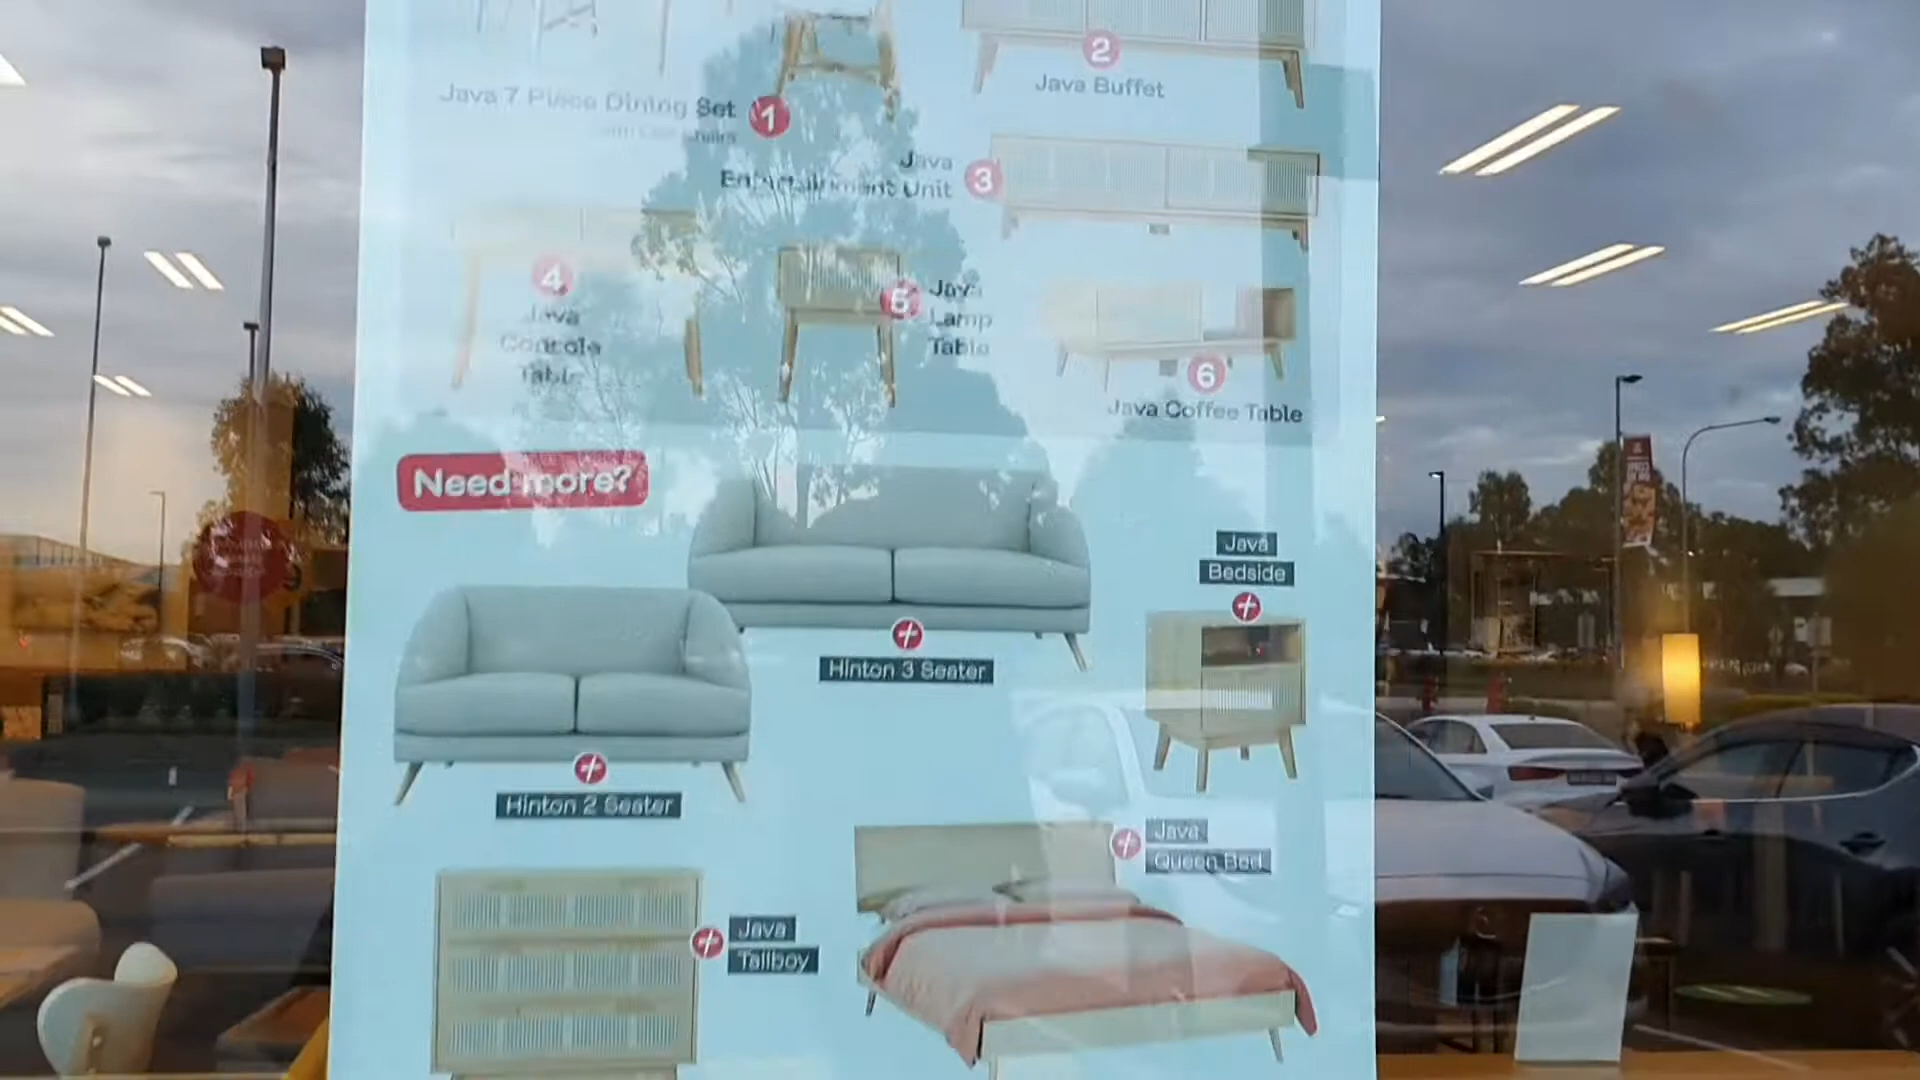 Java 7 Piece Dining Set
1
2
Java Buffet
Java
Entertainment Unit
3
4
Java
Console
Table
5
Java
Lamp
Table
6
Java Coffee Table
Need more?
Hinton 3 Seater
Java
Bedside
Hinton 2 Seater
Java
Queen Bed
Java
Tallboy